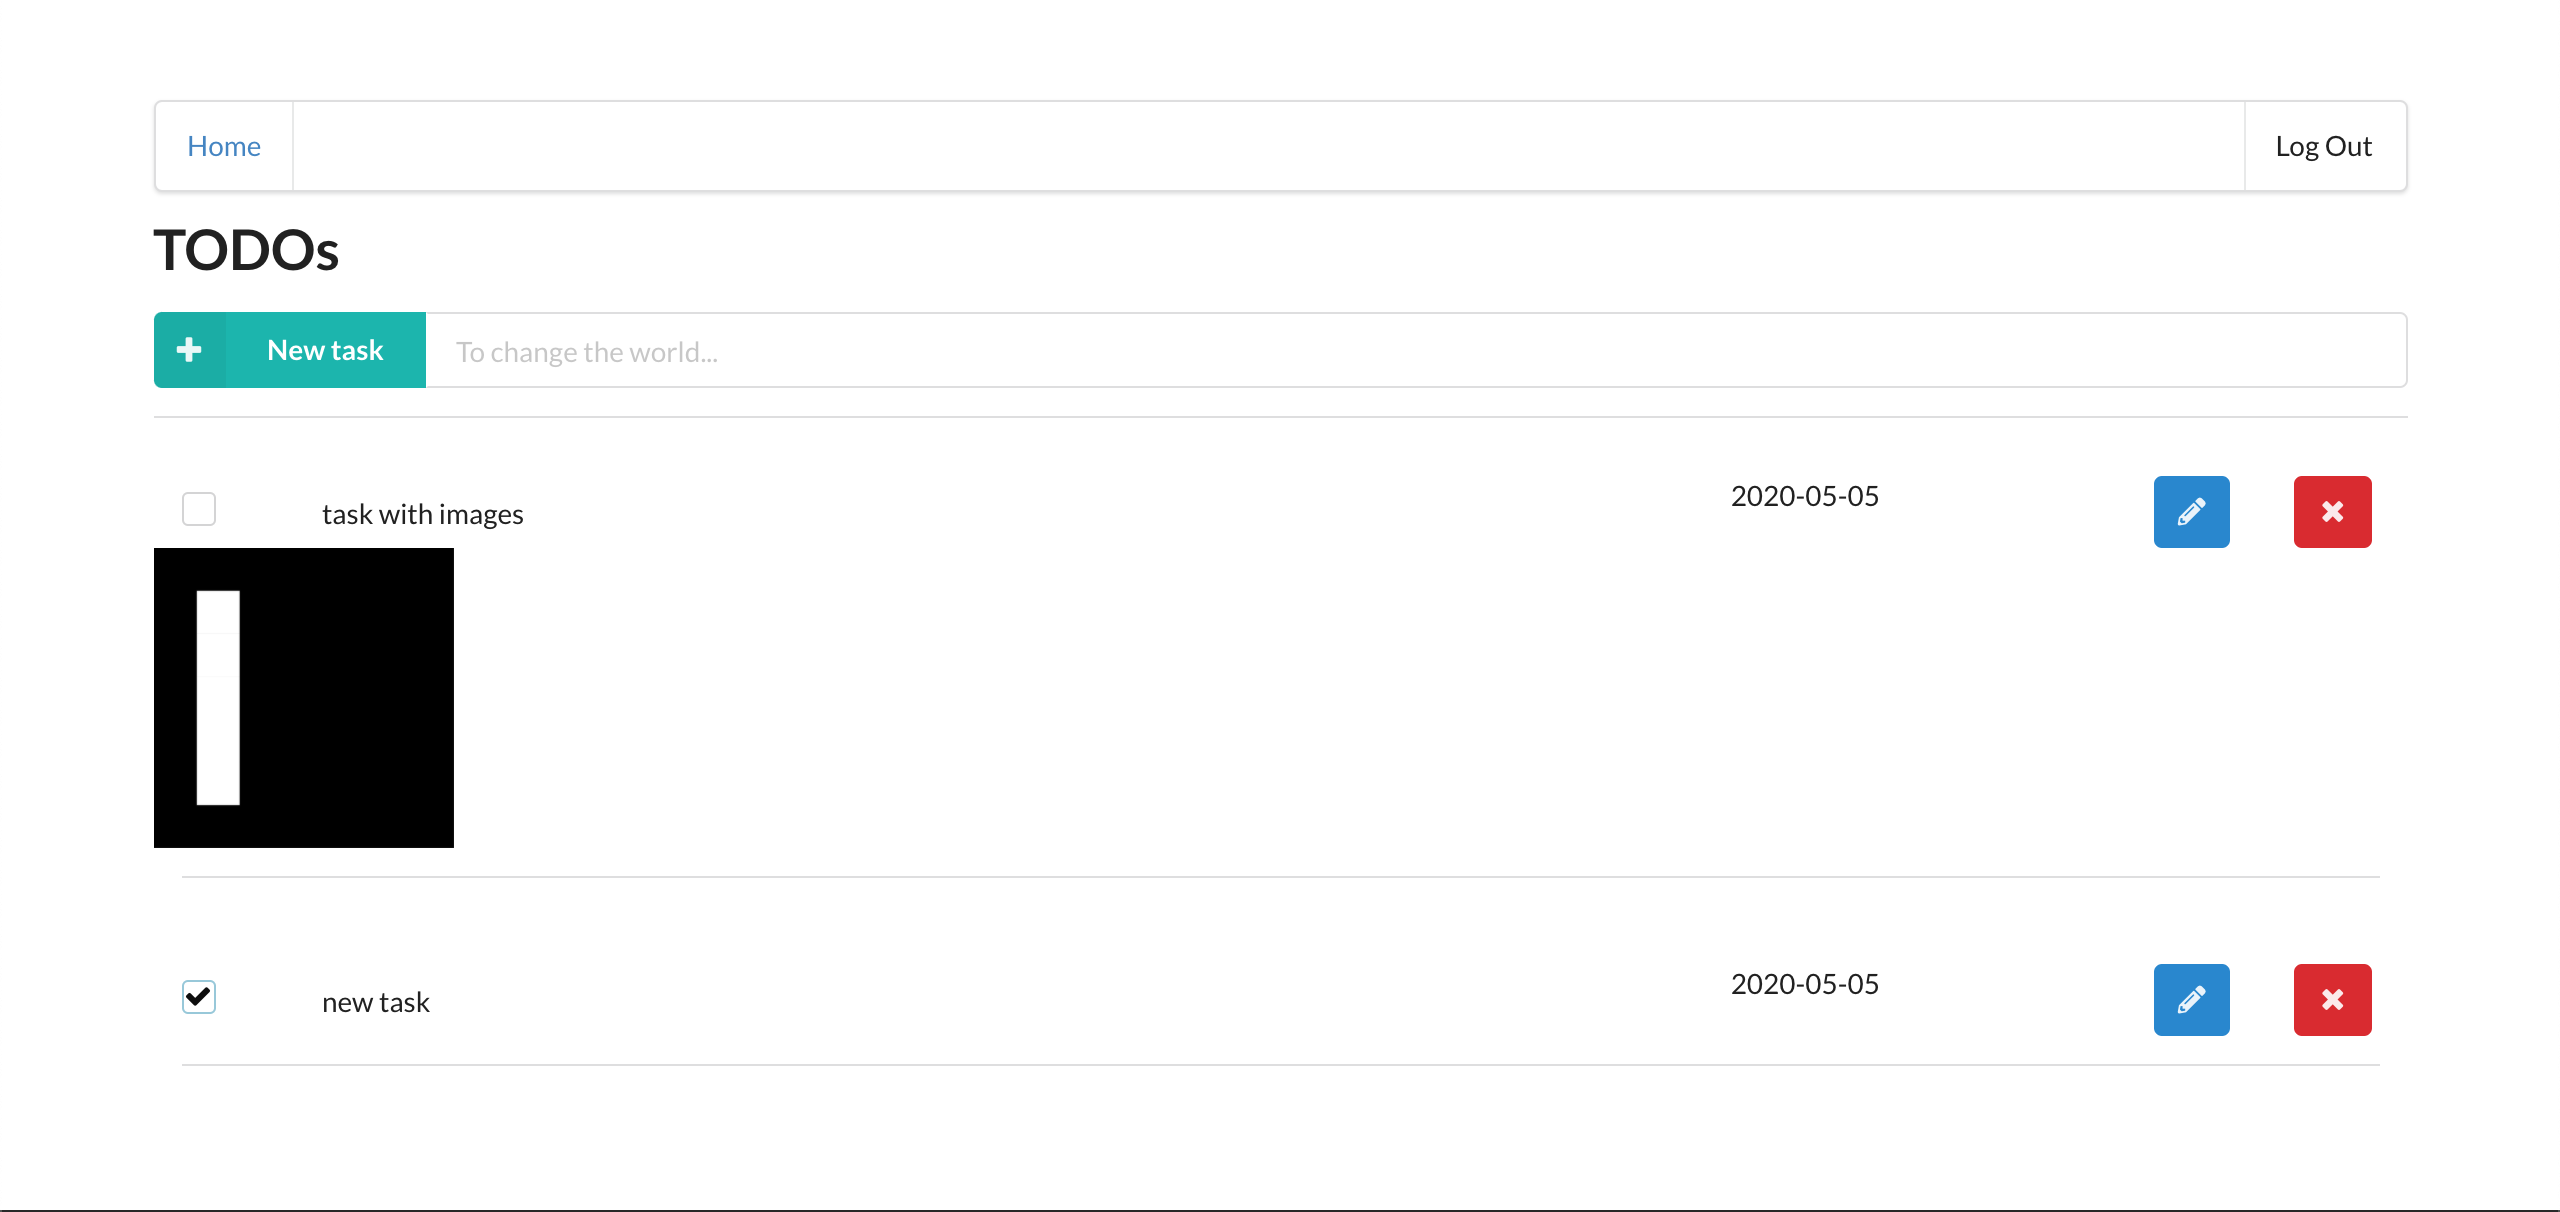 Home Log Out
TODOs
New task To change the world...
task with images 2020-05-05
new task 2020-05-05